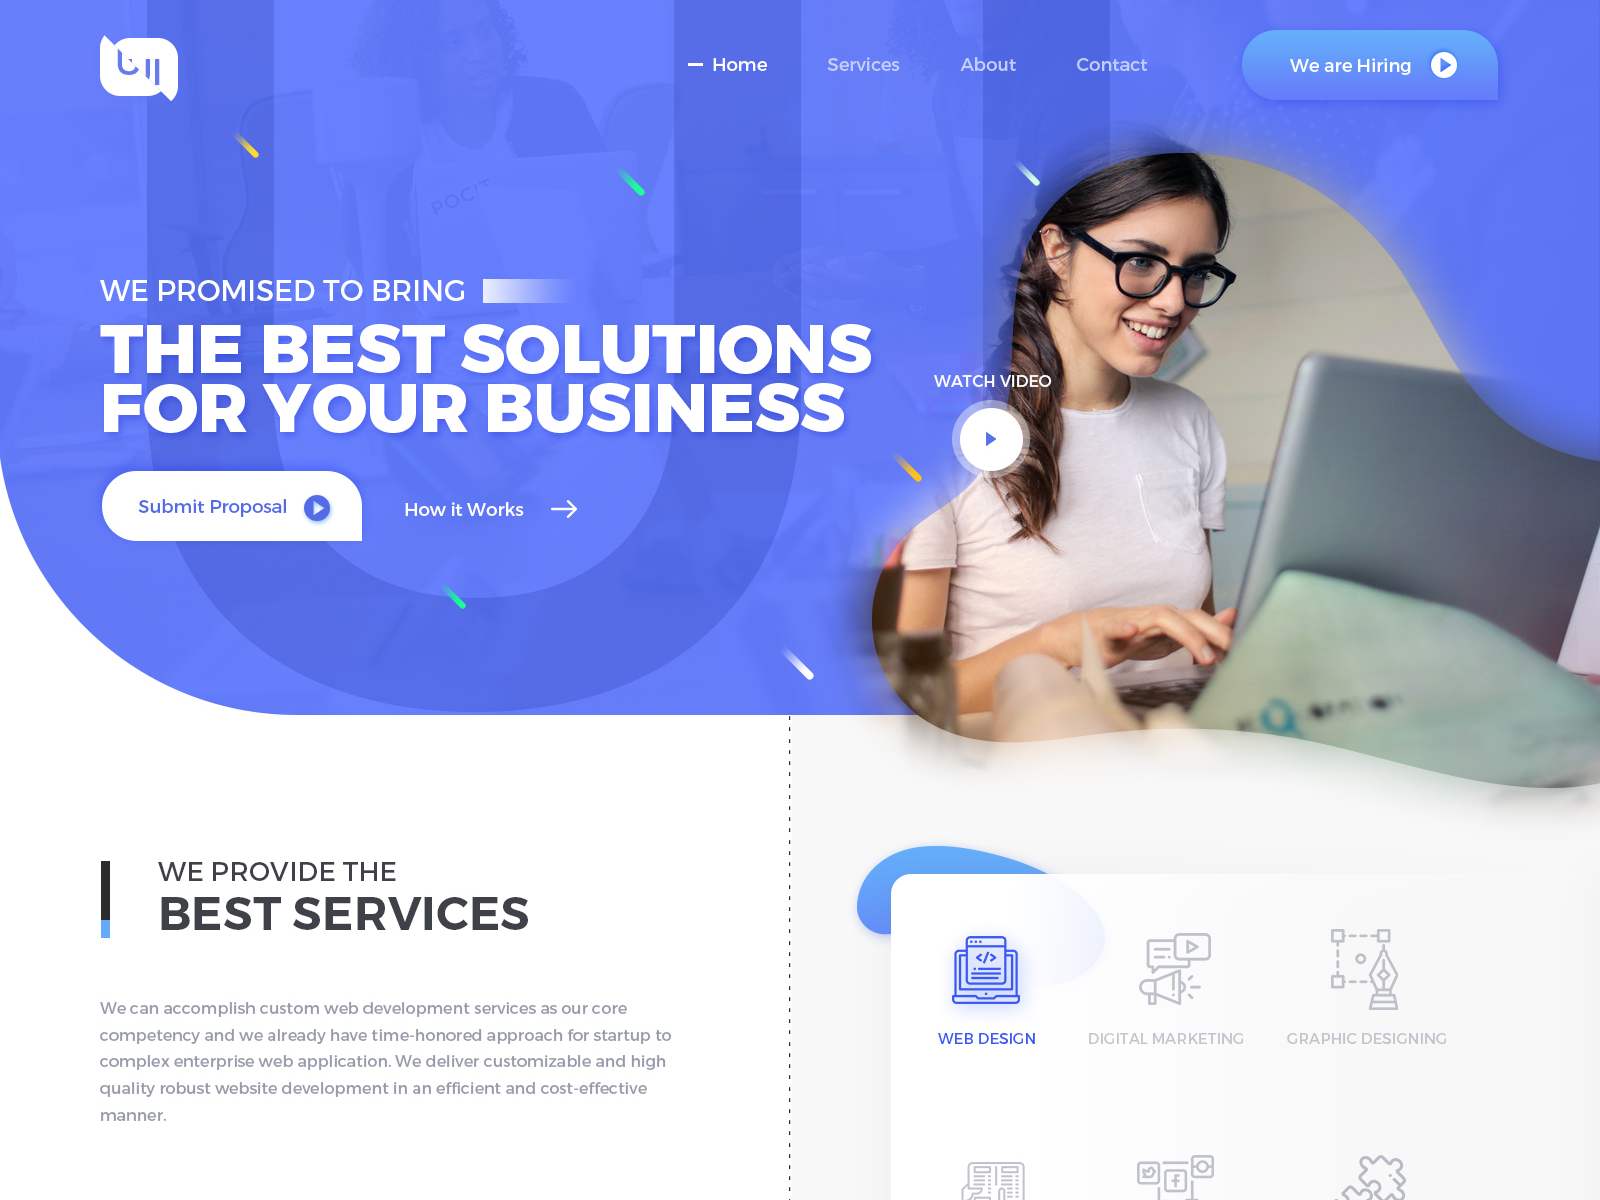 Home
Services
About
Contact
We are Hiring
POCIT
WE PROMISED TO BRING
THE BEST SOLUTIONS
FOR YOUR BUSINESS
WATCH VIDEO
Submit Proposal
How it Works
WE PROVIDE THE
BEST SERVICES
We can accomplish custom web development services as our core
competency and we already have time-honored approach for startup to
complex enterprise web application. We deliver customizable and high
quality robust website development in an efficient and cost-effective
manner.
</>
WEB DESIGN
DIGITAL MARKETING
GRAPHIC DESIGNING